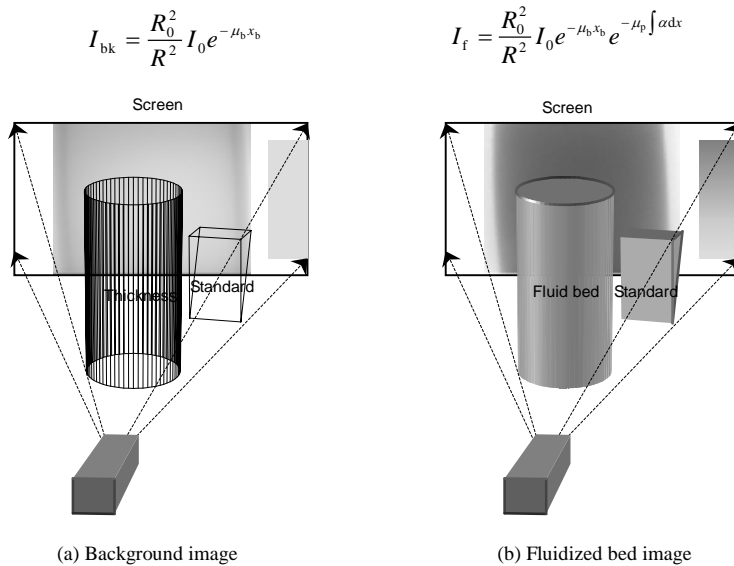 I_bk = R_0^2/R^2 I_0 e^{-μ_b x_b}
I_f = R_0^2/R^2 I_0 e^{-μ_b x_b} e^{-μ_p ∫ αdx}
Screen
Screen
Thickness
Standard
Fluid bed
Standard
(a) Background image
(b) Fluidized bed image